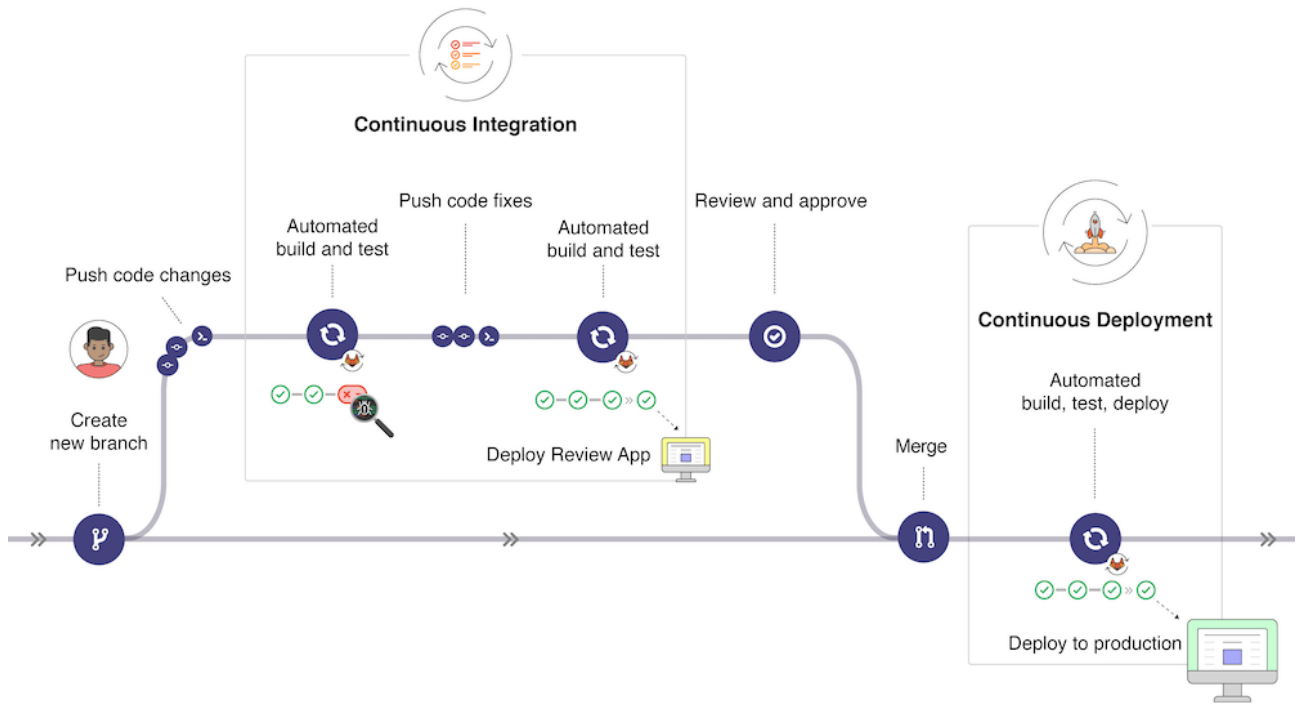 Continuous Integration
Push code fixes
Review and approve
Automated
build and test
Automated
build and test
Push code changes
Continuous Deployment
Automated
build, test, deploy
Create
new branch
Deploy Review App
Merge
Deploy to production